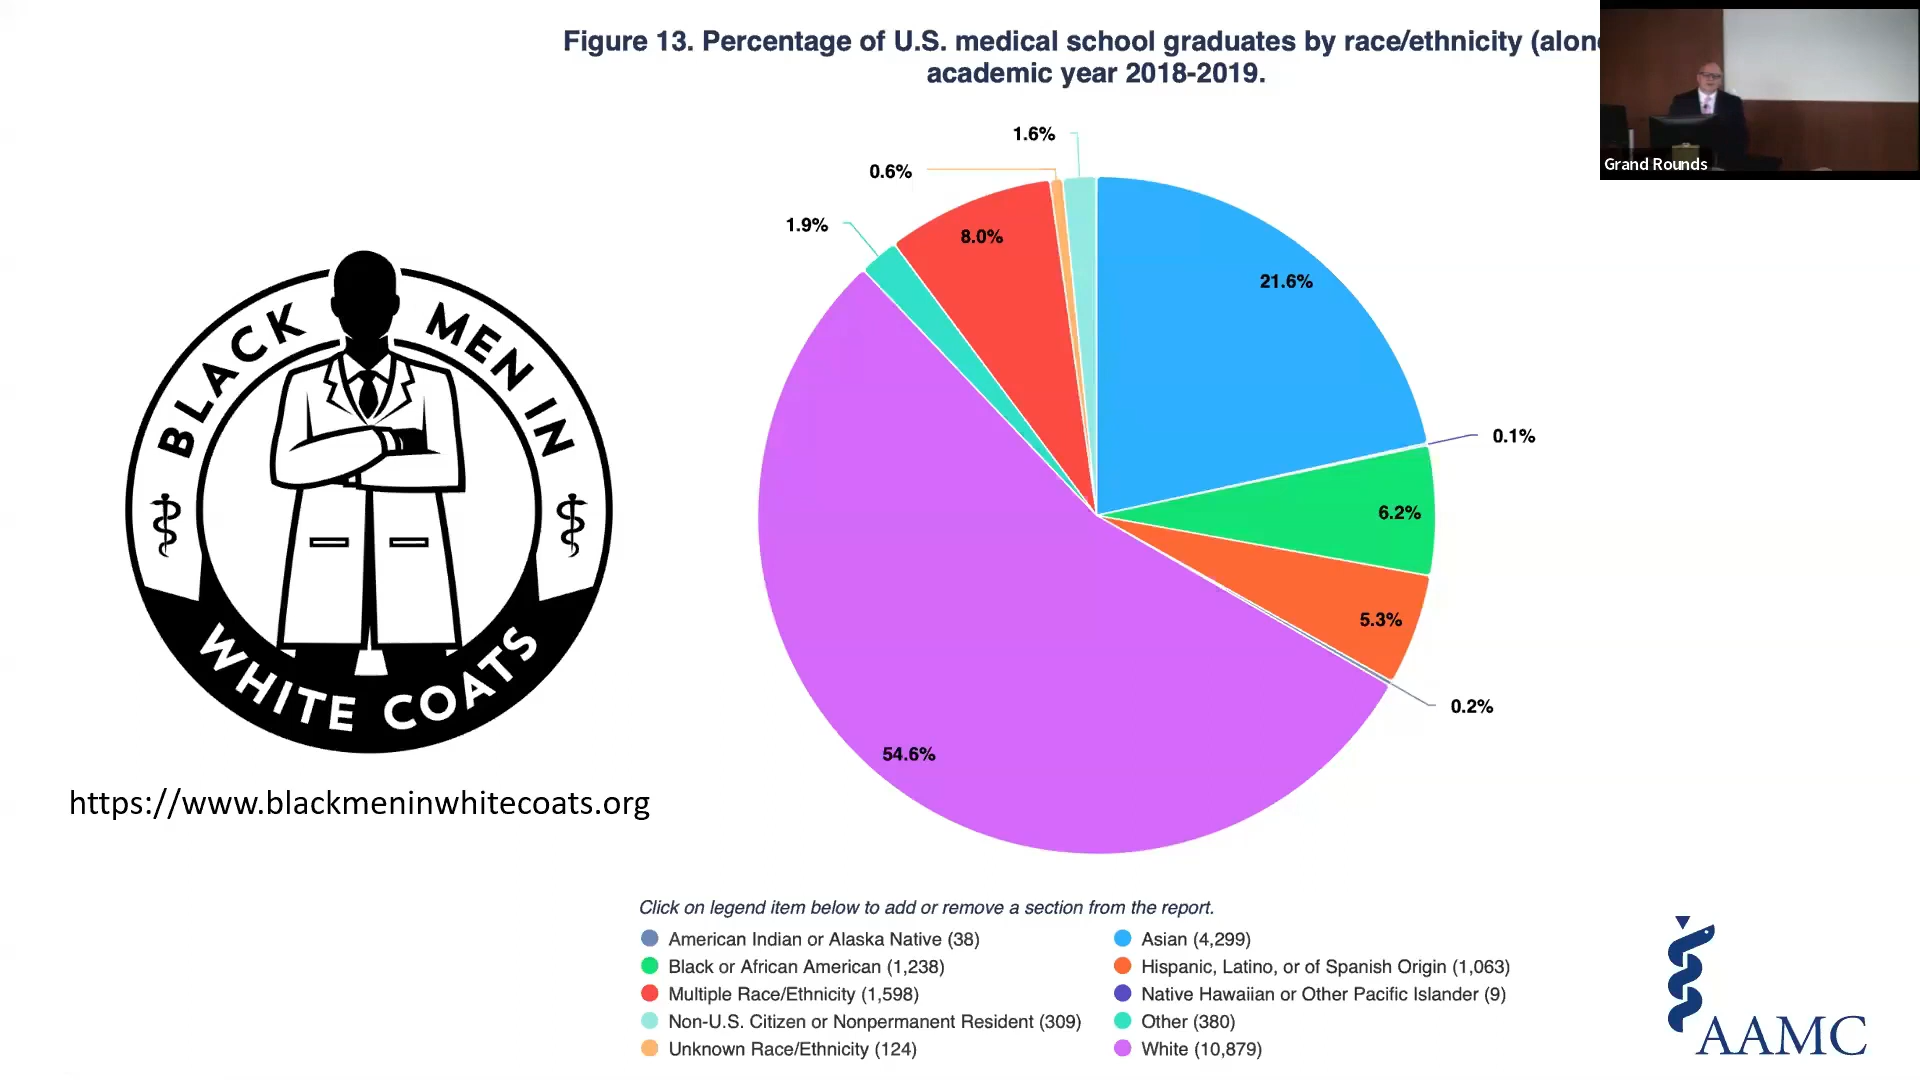 Figure 13. Percentage of U.S. medical school graduates by race/ethnicity (alon
academic year 2018-2019.
Grand Rounds
1.6%
0.6%
1.9%
8.0%
21.6%
0.1%
6.2%
5.3%
0.2%
54.6%
BLACK MEN IN
WHITE COATS
https://www.blackmeninwhitecoats.org
Click on legend item below to add or remove a section from the report.
American Indian or Alaska Native (38)
Asian (4,299)
Black or African American (1,238)
Hispanic, Latino, or of Spanish Origin (1,063)
Multiple Race/Ethnicity (1,598)
Native Hawaiian or Other Pacific Islander (9)
Non-U.S. Citizen or Nonpermanent Resident (309)
Other (380)
Unknown Race/Ethnicity (124)
White (10,879)
AAMC